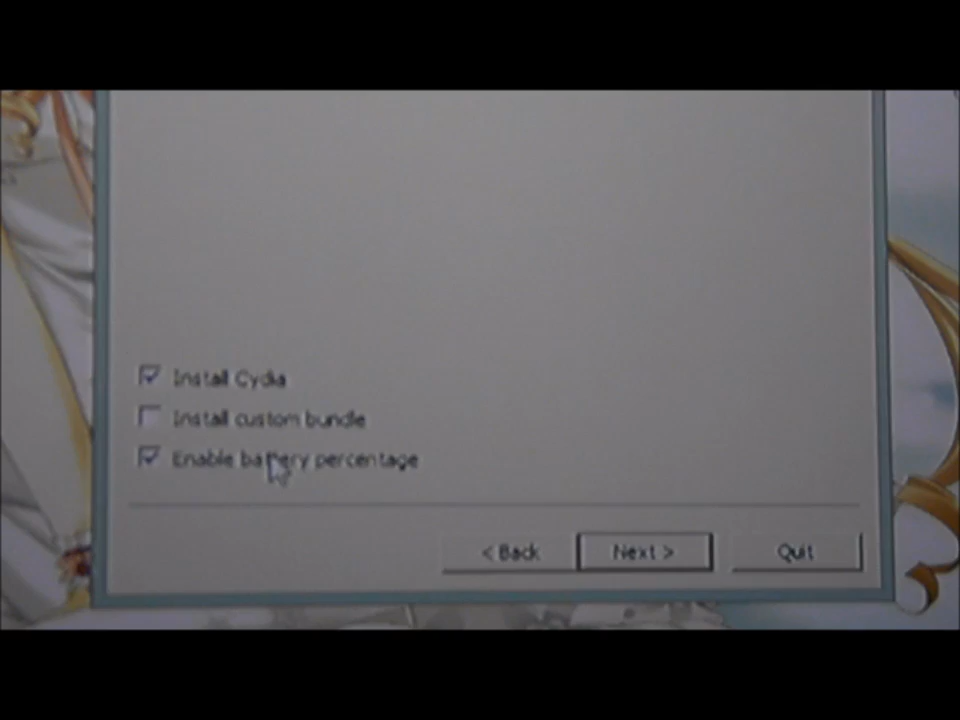 Install Cydia
Install custom bundle
Enable battery percentage
< Back Next > Quit